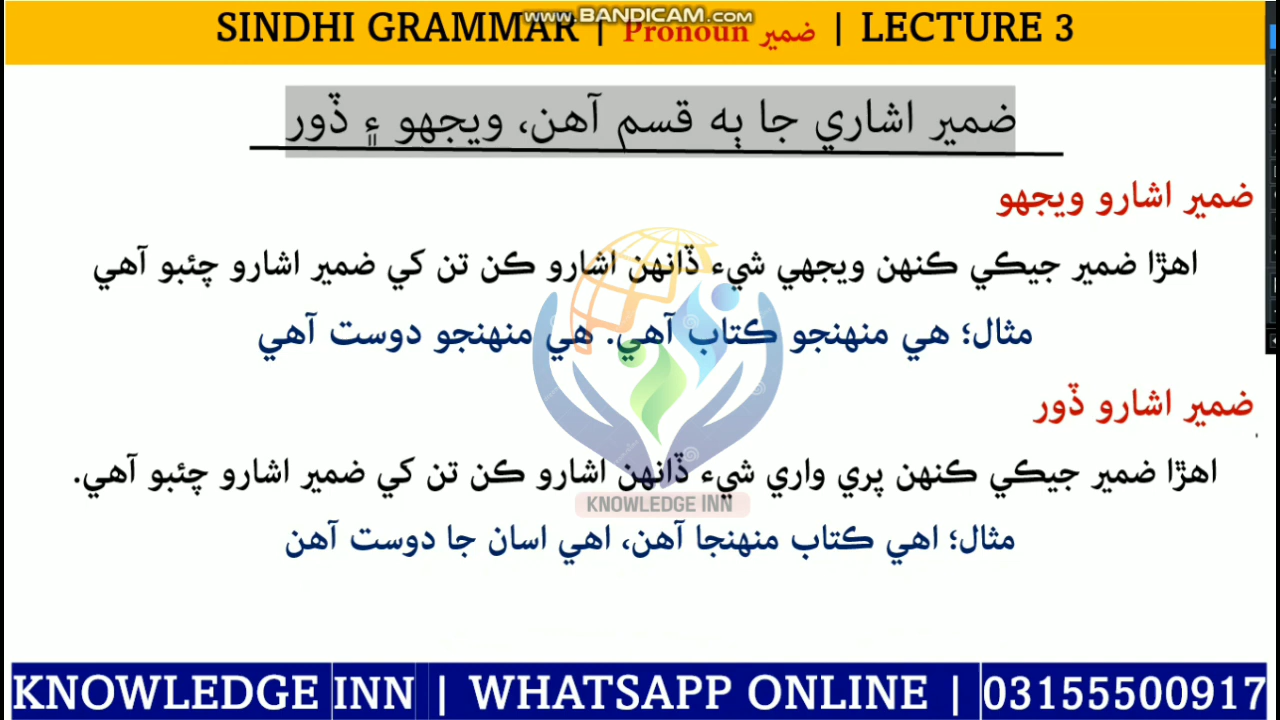 www.BANDICAM.com
SINDHI GRAMMAR | Pronoun ضمير | LECTURE 3
ضمير اشاري جا ٻه قسم آهن، ويجهو ۽ ڏور
ضمير اشارو ويجهو
اهڙا ضمير جيڪي ڪنهن ويجهي شيء ڏانهن اشارو ڪن تن کي ضمير اشارو چئبو آهي
مثال؛ هي منهنجو ڪتاب آهي. هي منهنجو دوست آهي
ضمير اشارو ڏور
اهڙا ضمير جيڪي ڪنهن پري واري شيء ڏانهن اشارو ڪن تن کي ضمير اشارو چئبو آهي.
KNOWLEDGE INN
مثال؛ اهي ڪتاب منهنجا آهن، اهي اسان جا دوست آهن
KNOWLEDGE INN | WHATSAPP ONLINE | 03155500917